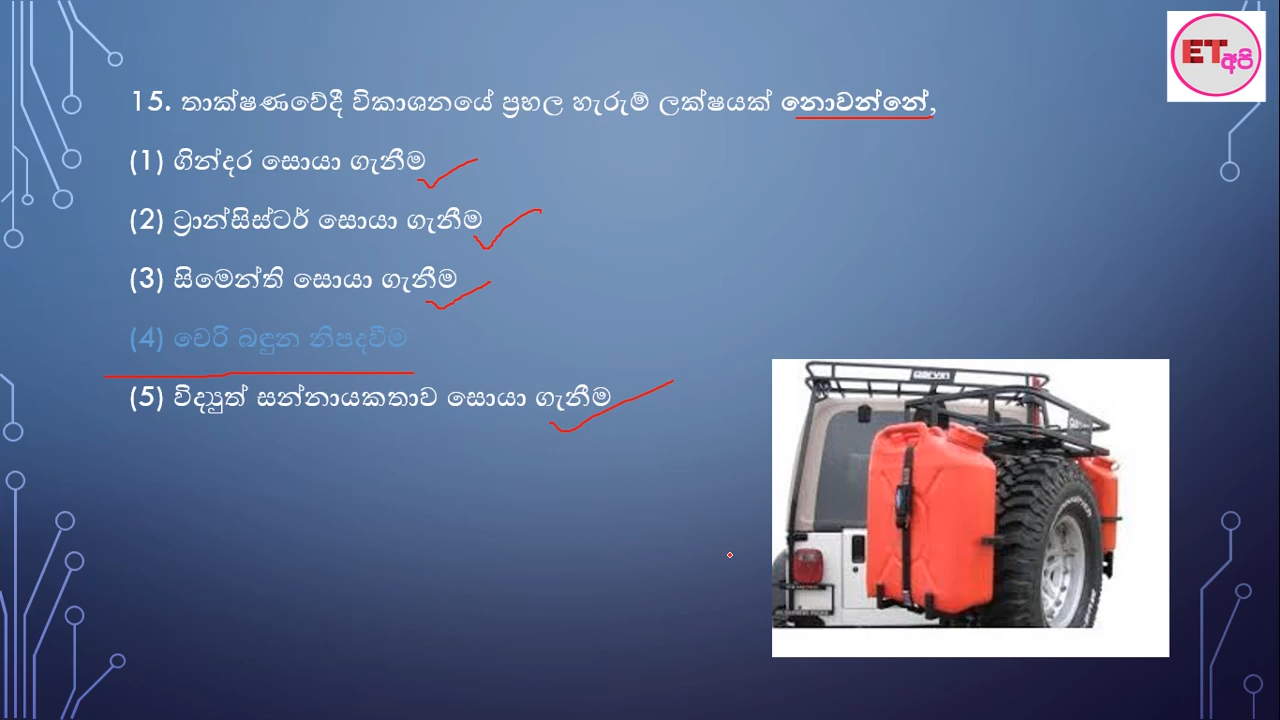 15. තාක්ෂණවේදී විකාශනයේ ප්‍රභල හැරුම් ලක්ෂයක් නොවන්නේ,
(1) ගින්දර සොයා ගැනීම
(2) ට්‍රාන්සිස්ටර් සොයා ගැනීම
(3) සිමෙන්ති සොයා ගැනීම
(4) චෙරි බඳුන නිපදවීම
(5) විද්‍යුත් සන්නායකතාව සොයා ගැනීම
ET
අපි
GARVIN